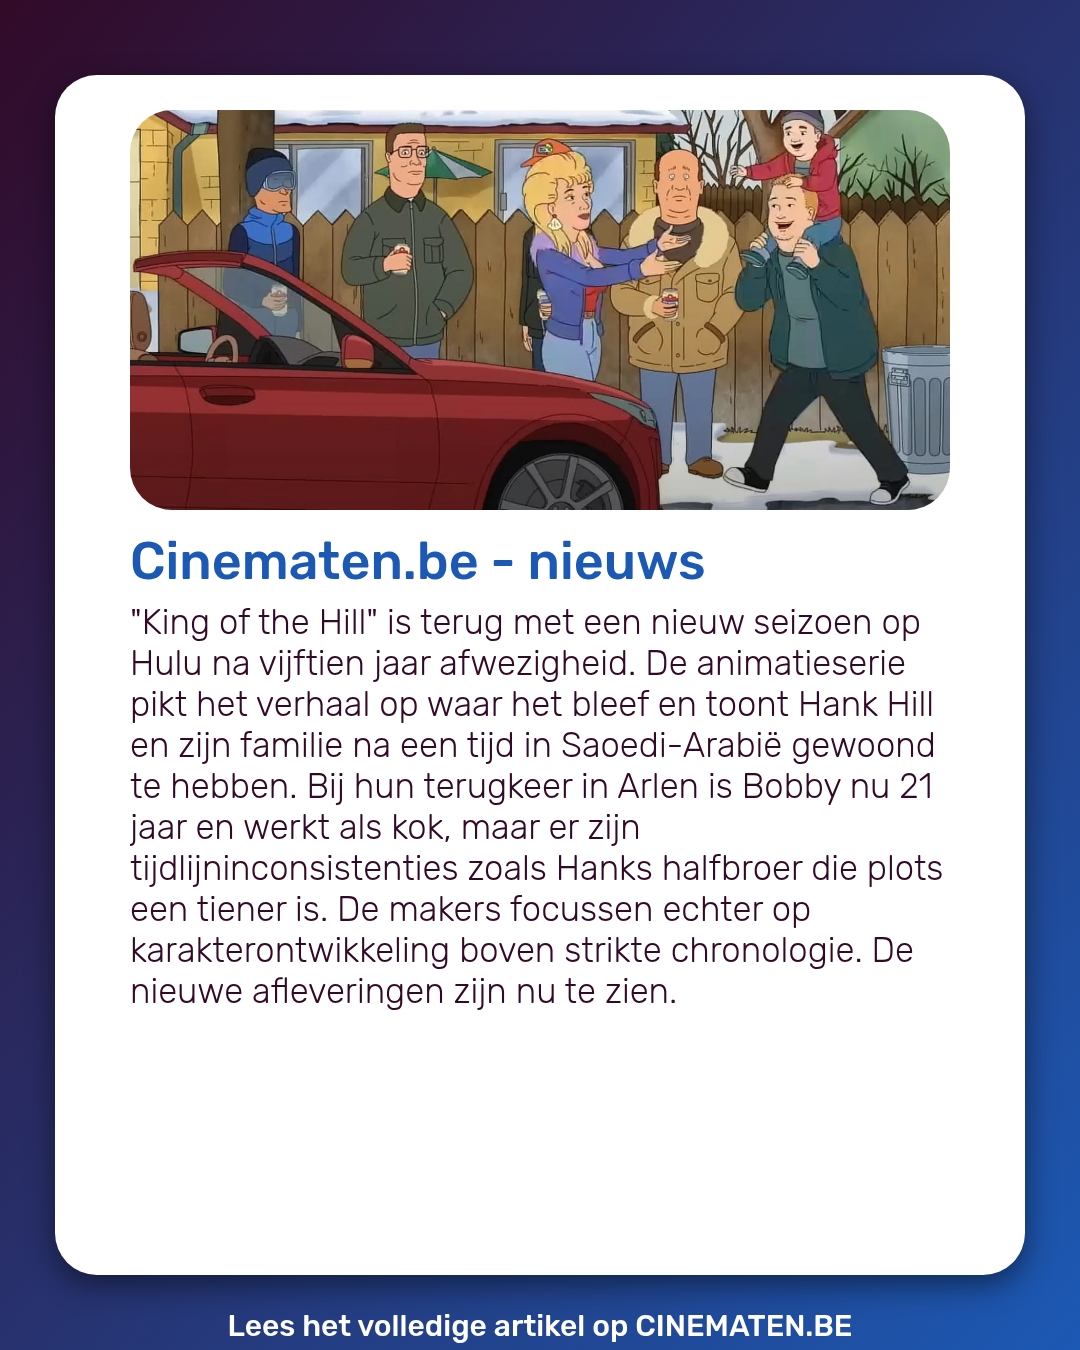 Cinematen.be - nieuws
"King of the Hill" is terug met een nieuw seizoen op
Hulu na vijftien jaar afwezigheid. De animatieserie
pikt het verhaal op waar het bleef en toont Hank Hill
en zijn familie na een tijd in Saoedi-Arabië gewoond
te hebben. Bij hun terugkeer in Arlen is Bobby nu 21
jaar en werkt als kok, maar er zijn
tijdlijninconsistenties zoals Hanks halfbroer die plots
een tiener is. De makers focussen echter op
karakterontwikkeling boven strikte chronologie. De
nieuwe afleveringen zijn nu te zien.
Lees het volledige artikel op CINEMATEN.BE